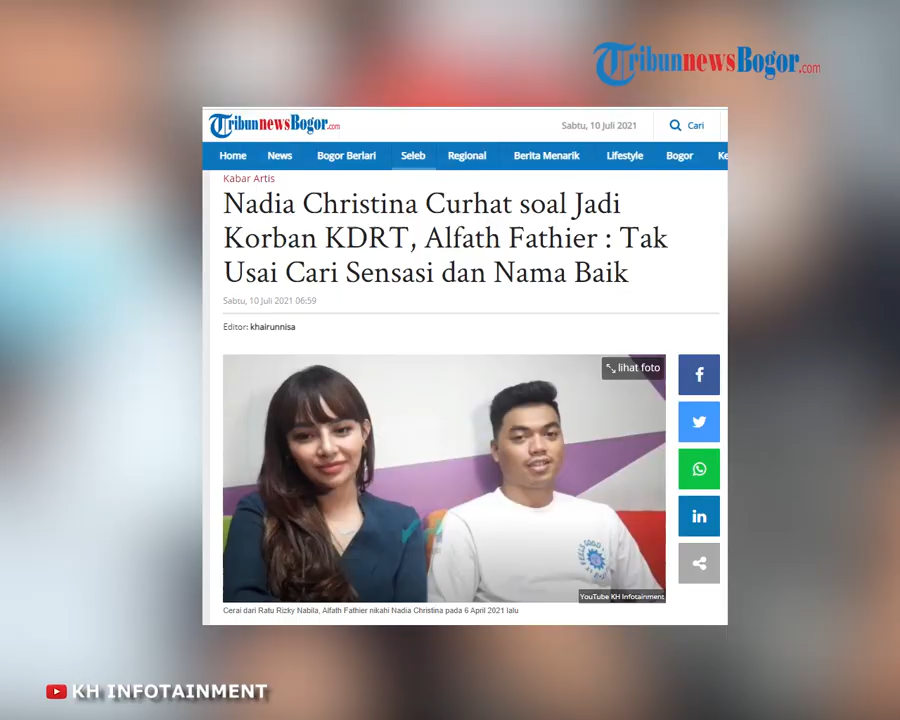 TribunnewsBogor.com
TribunnewsBogor.com
Sabtu, 10 Juli 2021
Cari
Home News Bogor Berlari Seleb Regional Berita Menarik Lifestyle Bogor Ke
Kabar Artis
Nadia Christina Curhat soal Jadi
Korban KDRT, Alfath Fathier : Tak
Usai Cari Sensasi dan Nama Baik
Sabtu, 10 Juli 2021 06:59
Editor: khairunnisa
lihat foto
YouTube KH Infotainment
Cerai dari Ratu Rizky Nabila, Alfath Fathier nikahi Nadia Christina pada 6 April 2021 lalu
KH INFOTAINMENT